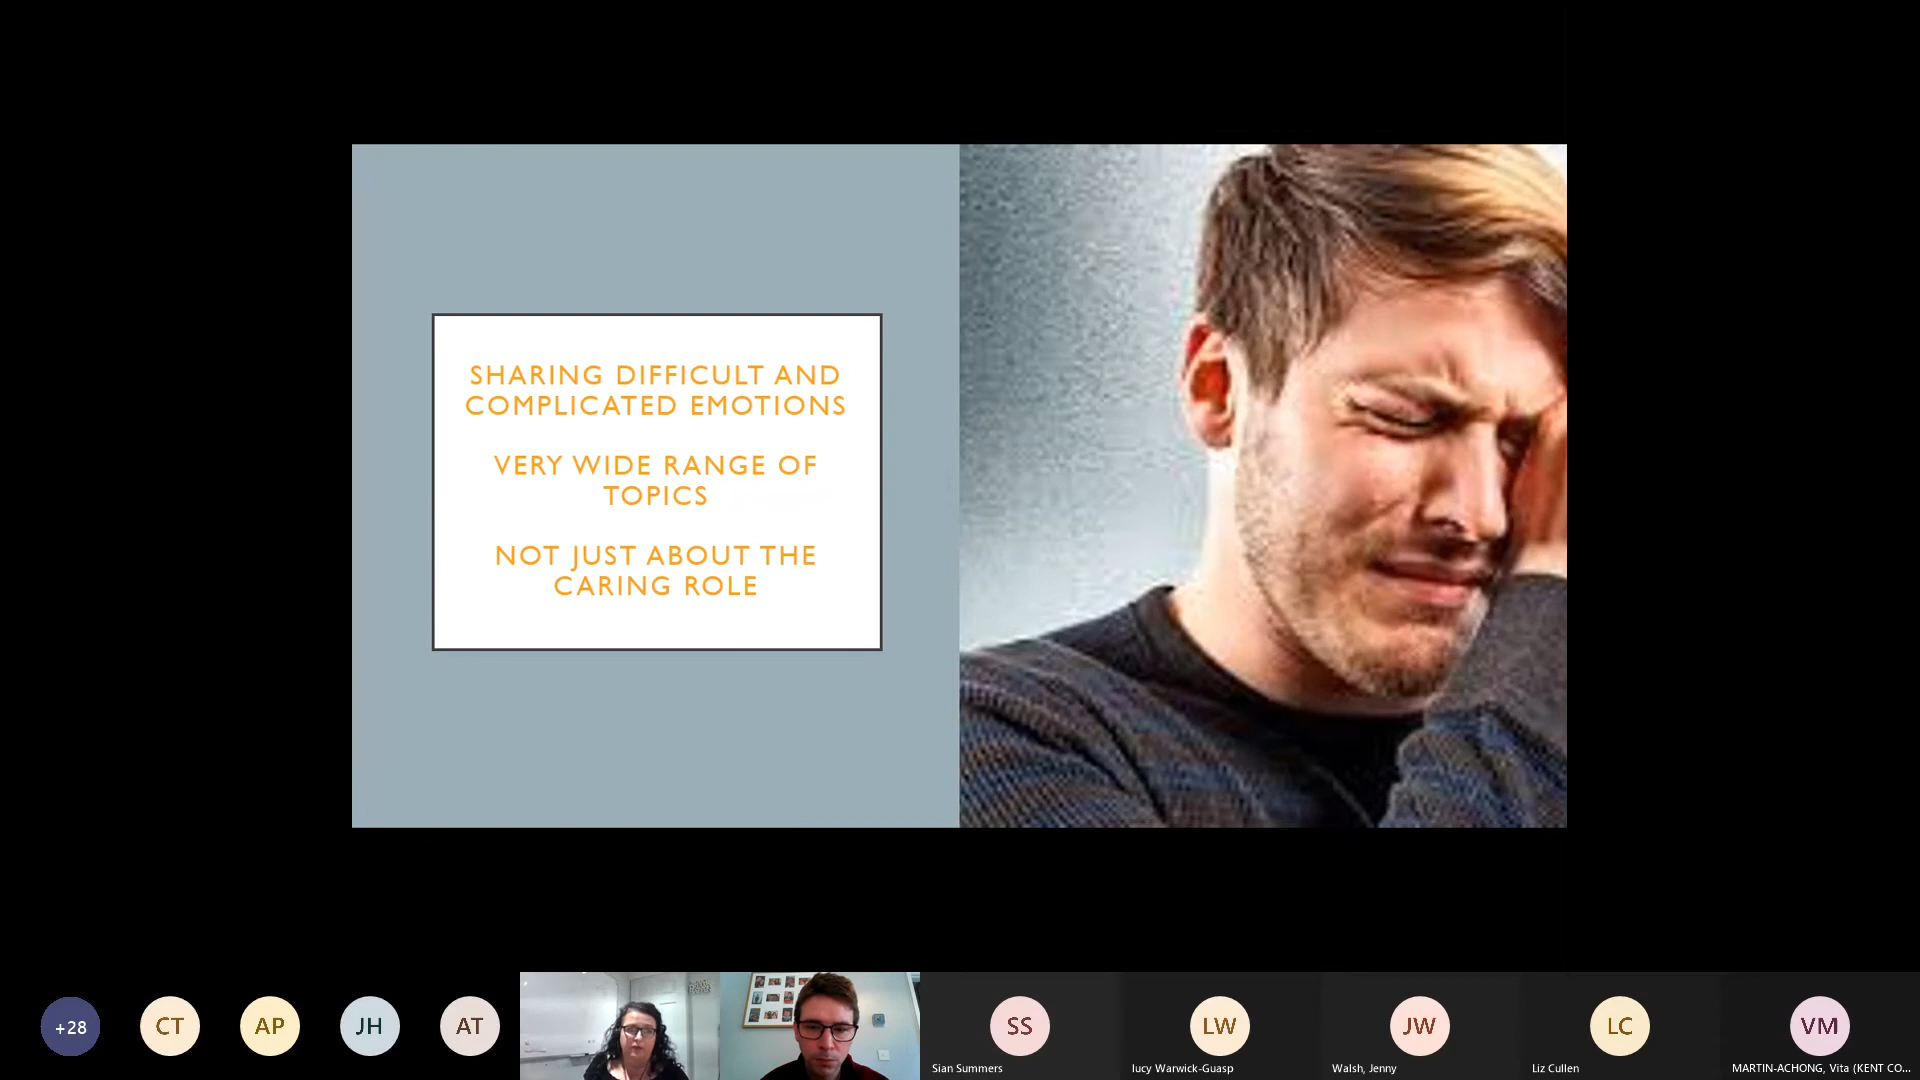 SHARING DIFFICULT AND
COMPLICATED EMOTIONS
VERY WIDE RANGE OF
TOPICS
NOT JUST ABOUT THE
CARING ROLE
+28
CT
AP
JH
AT
SS
LW
JW
LC
VM
Sian Summers
lucy Warwick-Guasp
Walsh, Jenny
Liz Cullen
MARTIN-ACHONG, Vita (KENT CO...